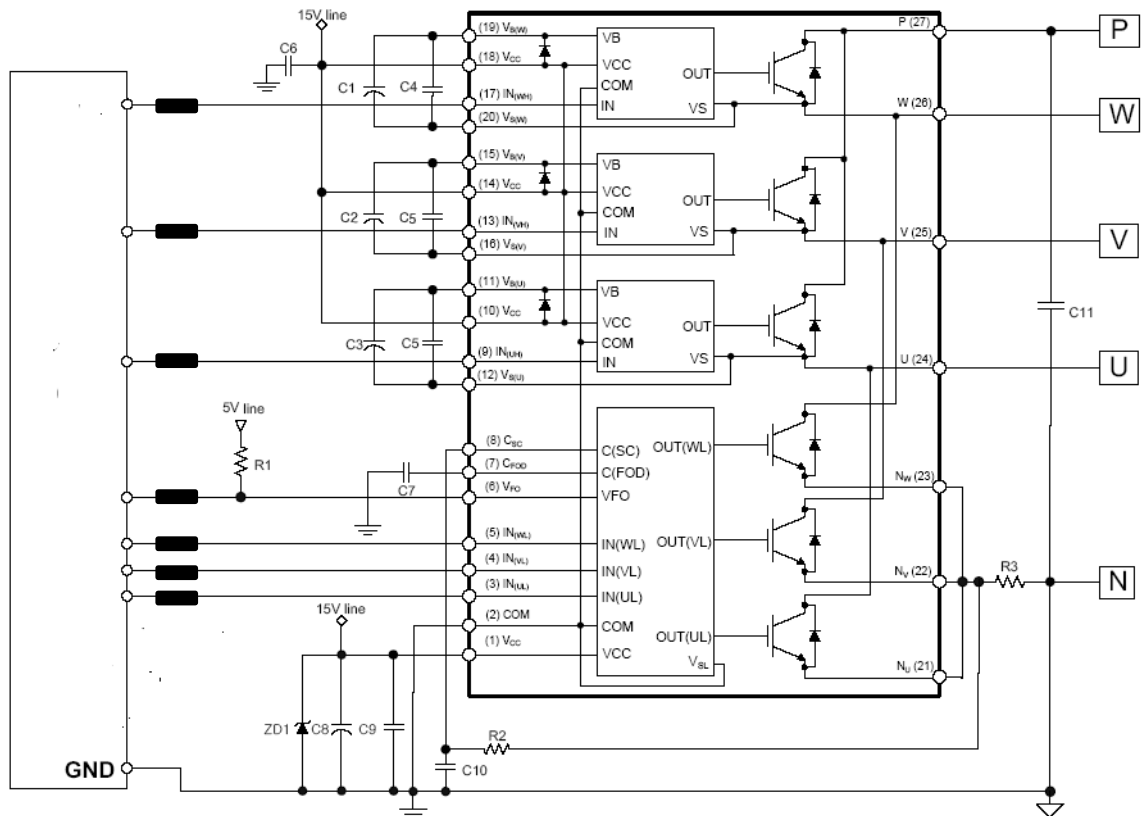 15V line
C6
C1
C4
(19) VB(W)
(18) VCC
(17) IN(WH)
(20) VS(W)
VB
VCC
COM
IN
OUT
VS
P (27)
P
W (26)
W
C2
C5
(15) VB(V)
(14) VCC
(13) IN(VH)
(16) VS(V)
VB
VCC
COM
IN
OUT
VS
V (25)
V
C3
C5
(11) VB(U)
(10) VCC
(9) IN(UH)
(12) VS(U)
VB
VCC
COM
IN
OUT
VS
U (24)
U
C11
5V line
R1
C7
(8) CSC
(7) CFOD
(6) VFO
(5) IN(WL)
(4) IN(VL)
(3) IN(UL)
(2) COM
(1) VCC
C(SC)
C(FOD)
VFO
IN(WL)
IN(VL)
IN(UL)
COM
VCC
OUT(WL)
OUT(VL)
OUT(UL)
VSL
NW (23)
NV (22)
NU (21)
R3
N
15V line
ZD1
C8
C9
R2
C10
GND